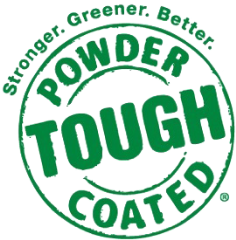 Stronger. Greener. Better.
POWDER
TOUGH
COATED
®